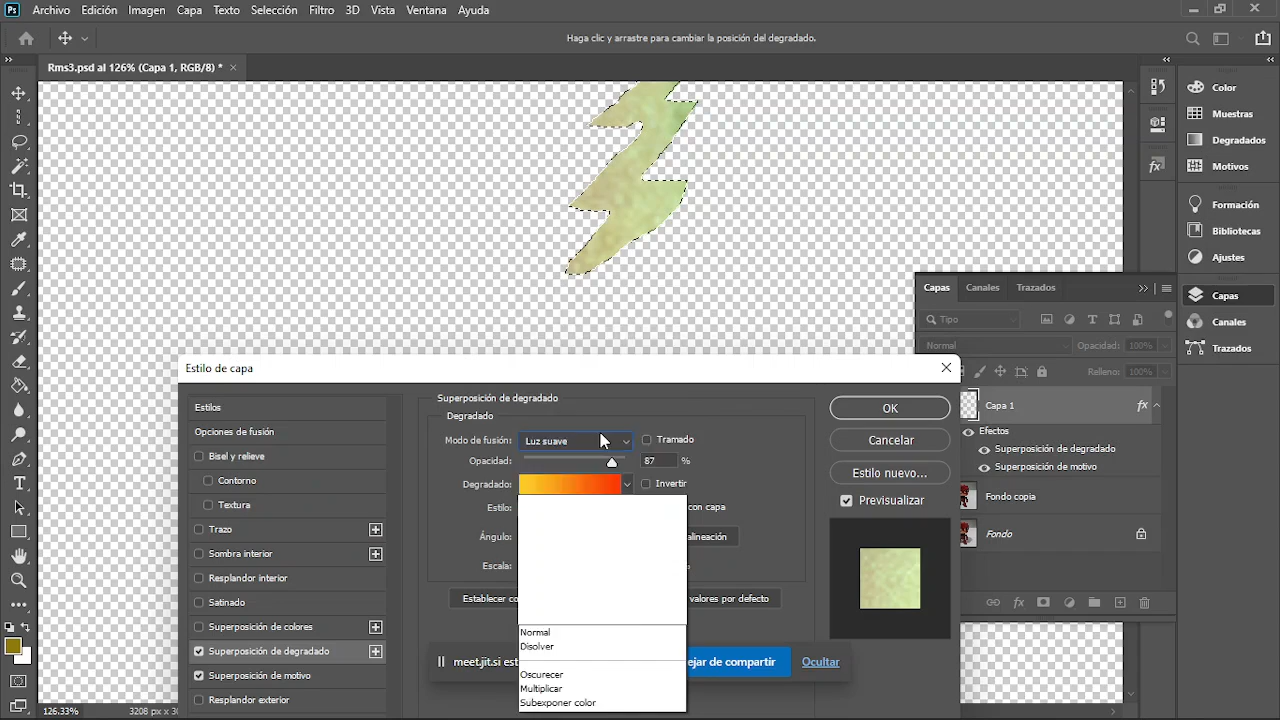 Ps Archivo Edición Imagen Capa Texto Selección Filtro 3D Vista Ventana Ayuda
Haga clic y arrastre para cambiar la posición del degradado.
Rms3.psd al 126% (Capa 1, RGB/8) *
Color
Muestras
Degradados
Motivos
Formación
Bibliotecas
Ajustes
Capas
Canales
Trazados
Capas Canales Trazados
Tipo
Normal Opacidad: 100%
Relleno: 100%
Capa 1 fx
Efectos
Superposición de degradado
Superposición de motivo
Fondo copia
Fondo
Estilo de capa
Estilos
Opciones de fusión
Bisel y relieve
Contorno
Textura
Trazo
Sombra interior
Resplandor interior
Satinado
Superposición de colores
Superposición de degradado
Superposición de motivo
Resplandor exterior
Superposición de degradado
Degradado
Modo de fusión: Luz suave Tramado
Opacidad: 87 %
Degradado: Invertir
Estilo: con capa
Ángulo: alineación
Escala:
Establecer co valores por defecto
Normal
Disolver
Oscurecer
Multiplicar
Subexponer color
OK
Cancelar
Estilo nuevo...
Previsualizar
meet.jit.si est ejar de compartir Ocultar
126.33% 3208 px x 30